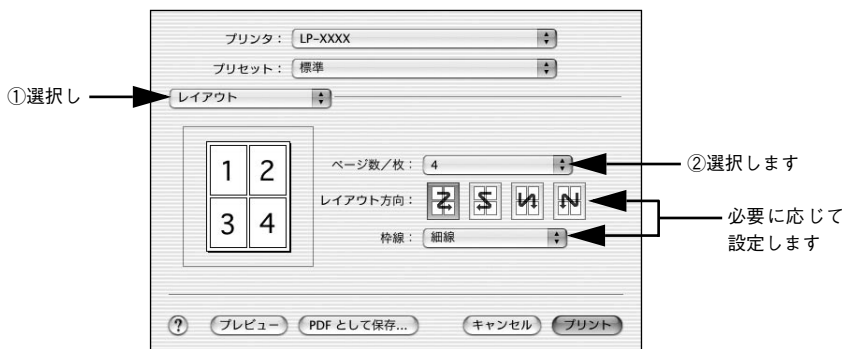 プリンタ： LP-XXXX
プリセット： 標準
①選択し
レイアウト
1 2
3 4
ページ数／枚： 4
②選択します
レイアウト方向：
必要に応じて
設定します
枠線： 細線
? プレビュー PDF として保存... キャンセル プリント